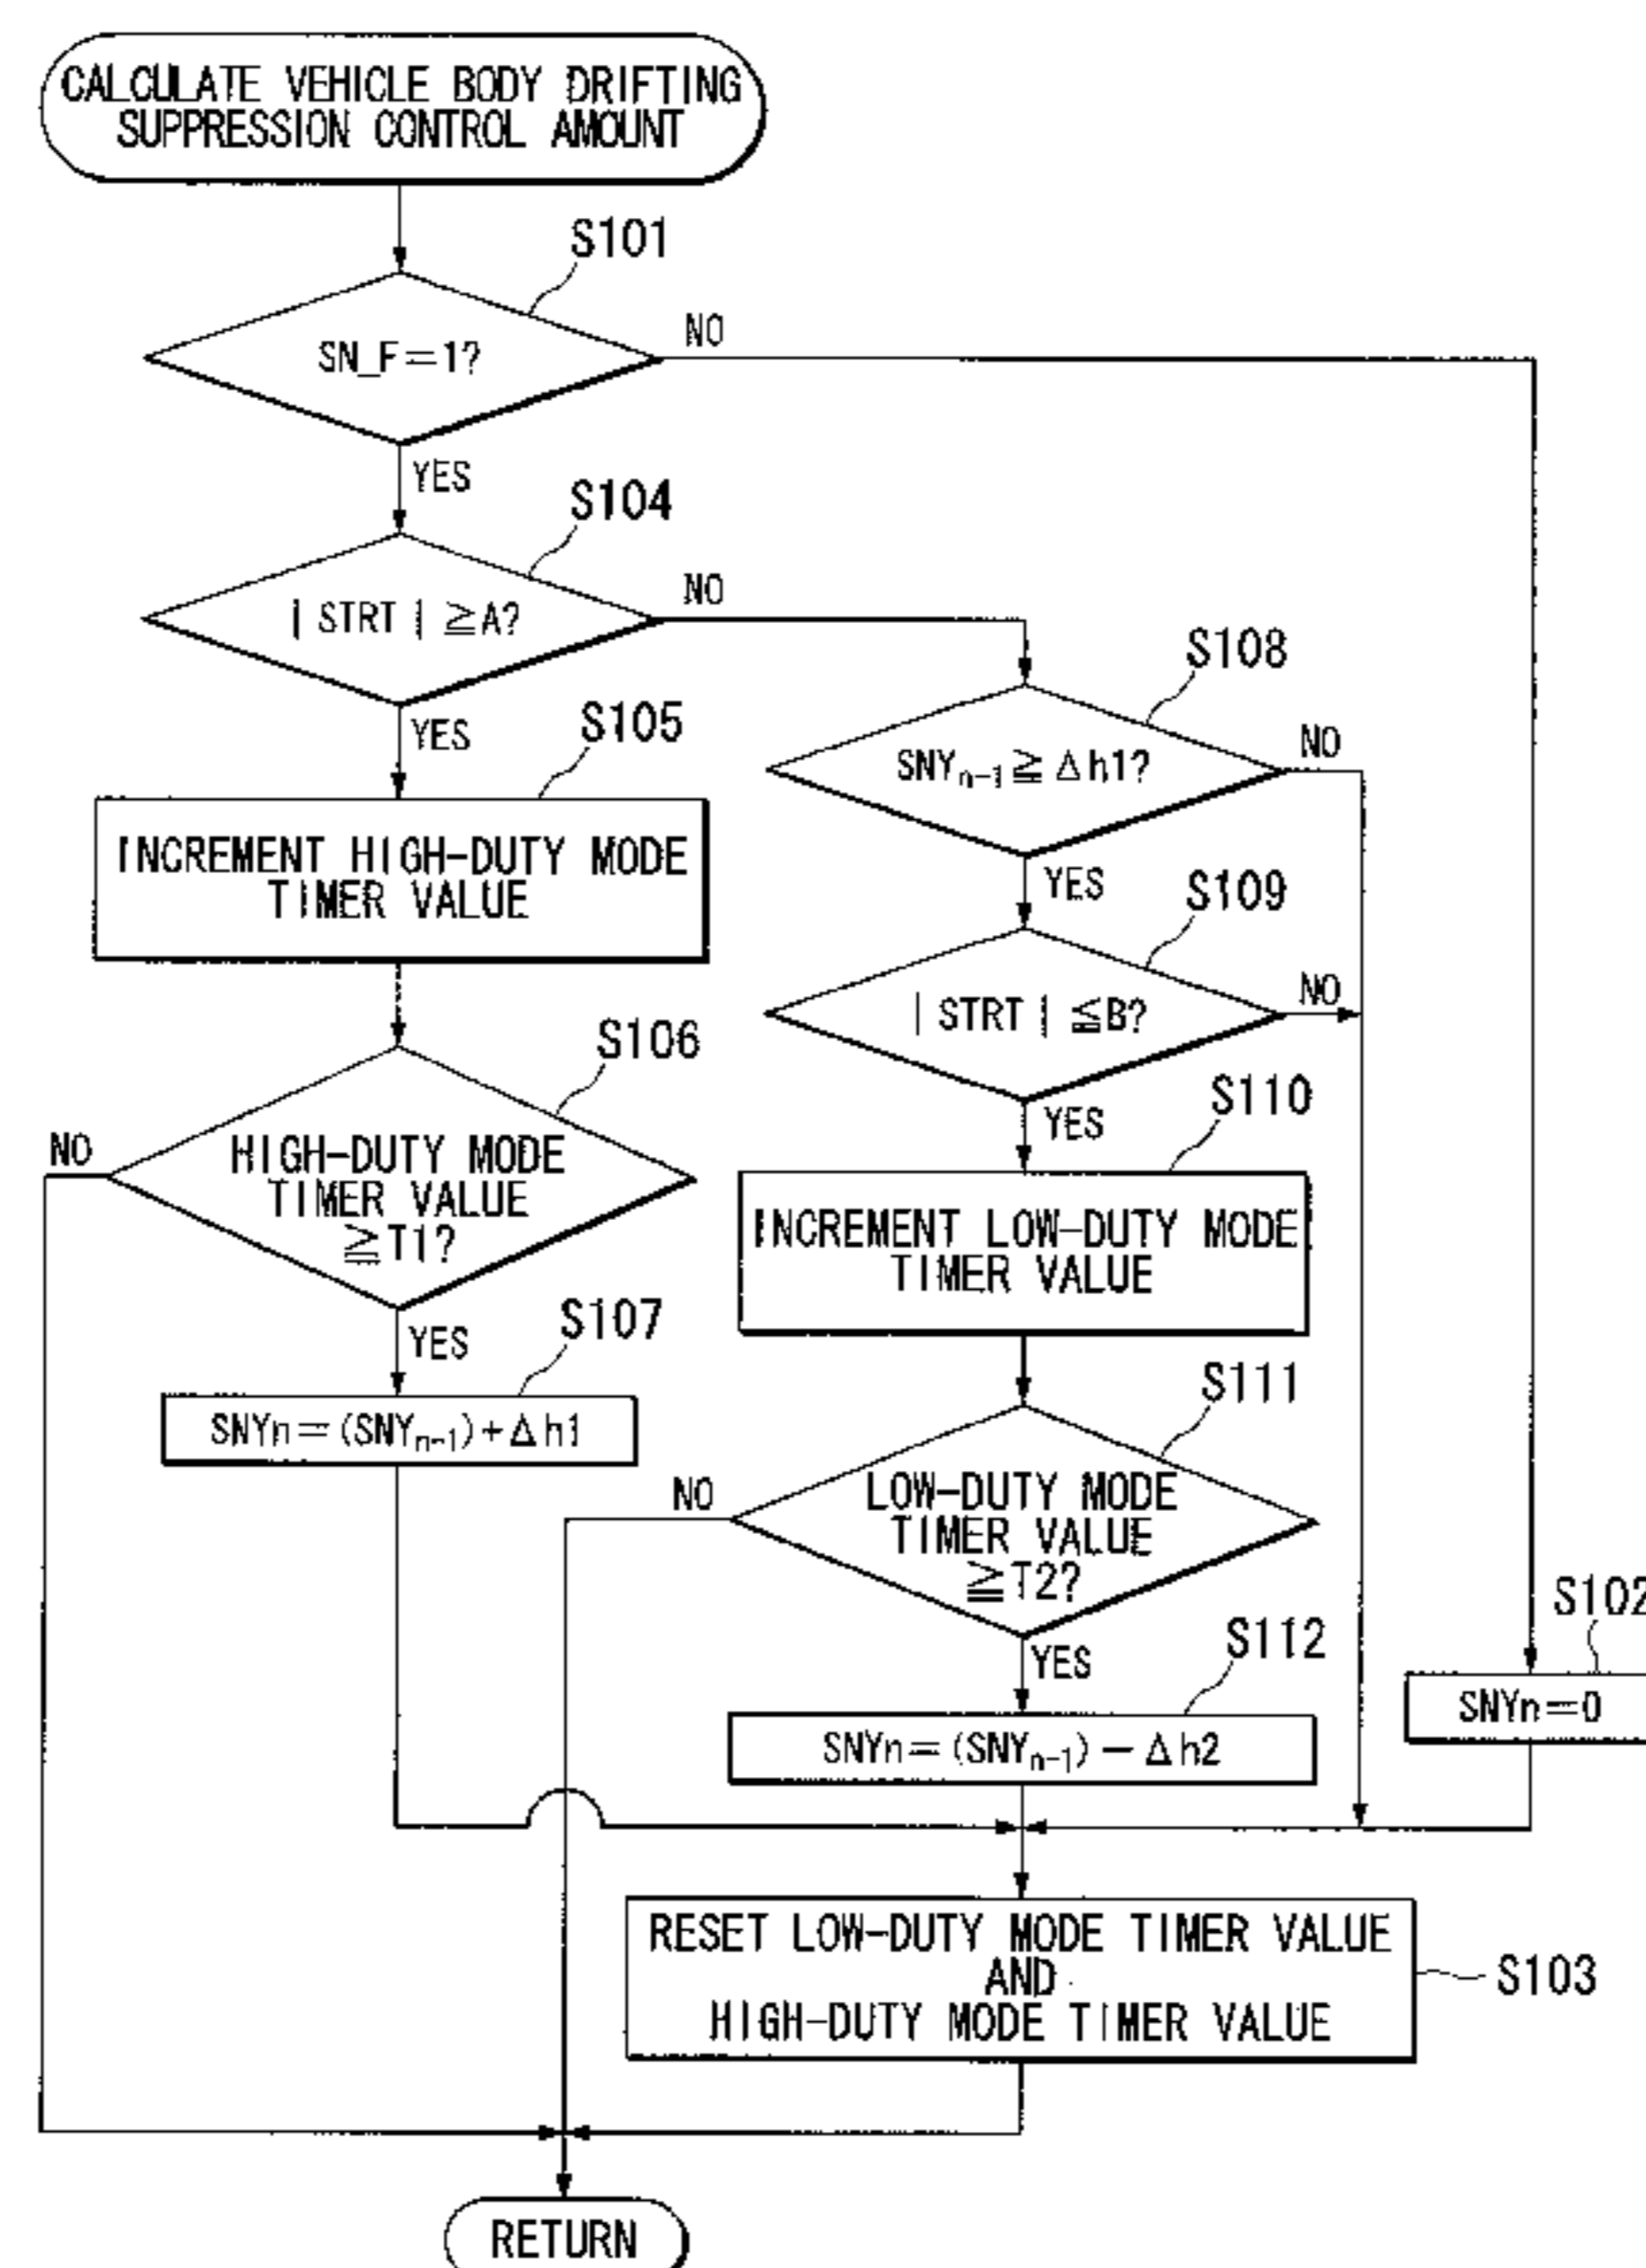 CALCULATE VEHICLE BODY DRIFTING
SUPPRESSION CONTROL AMOUNT
S101
SN_F=1?
NO
YES
S104
| STRT | ≧A?
NO
YES
S108
SNYn-1≧Δh1?
NO
YES
S105
INCREMENT HIGH-DUTY MODE
TIMER VALUE
S109
| STRT | ≦B?
NO
YES
S106
HIGH-DUTY MODE
TIMER VALUE
≧T1?
NO
YES
S110
INCREMENT LOW-DUTY MODE
TIMER VALUE
S107
SNYn=(SNYn-1)+Δh1
S111
LOW-DUTY MODE
TIMER VALUE
≧T2?
NO
YES
S112
SNYn=(SNYn-1)-Δh2
S102
SNYn=0
RESET LOW-DUTY MODE TIMER VALUE
AND
HIGH-DUTY MODE TIMER VALUE
S103
RETURN